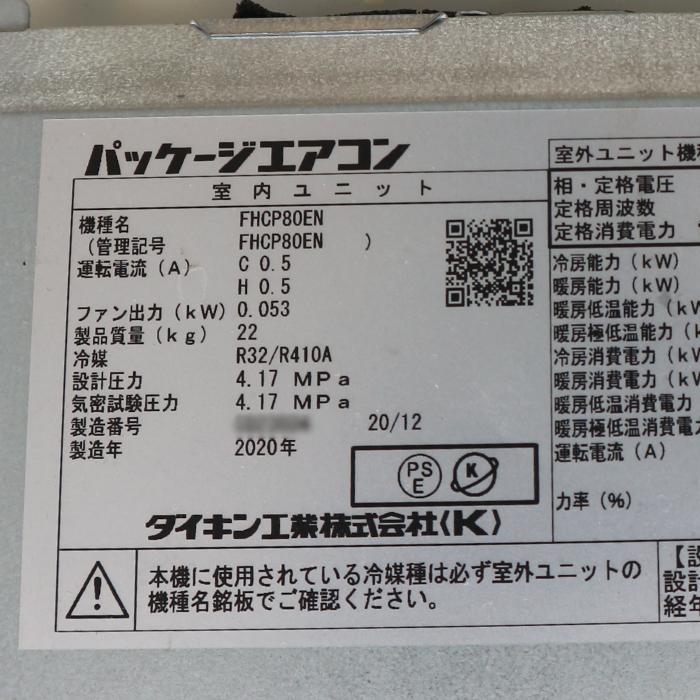 パッケージエアコン
室内ユニット
機種名 FHCP80EN
(管理記号 FHCP80EN )
運転電流(A) C 0.5
H 0.5
ファン出力(kW) 0.053
製品質量(kg) 22
冷媒 R32/R410A
設計圧力 4.17 MPa
気密試験圧力 4.17 MPa
製造番号 20/12
製造年 2020年
PS
E
K
ダイキン工業株式会社〈K〉
本機に使用されている冷媒種は必ず室外ユニットの
機種名銘板でご確認ください。
室外ユニット機種
相・定格電圧
定格周波数
定格消費電力
冷房能力(kW)
暖房能力(kW)
暖房低温能力(kW
暖房極低温能力(k
冷房消費電力(kW
暖房消費電力(kW
暖房低温消費電力(
暖房極低温消費電力
運転電流(A)
力率(%)
【設
設計
経年